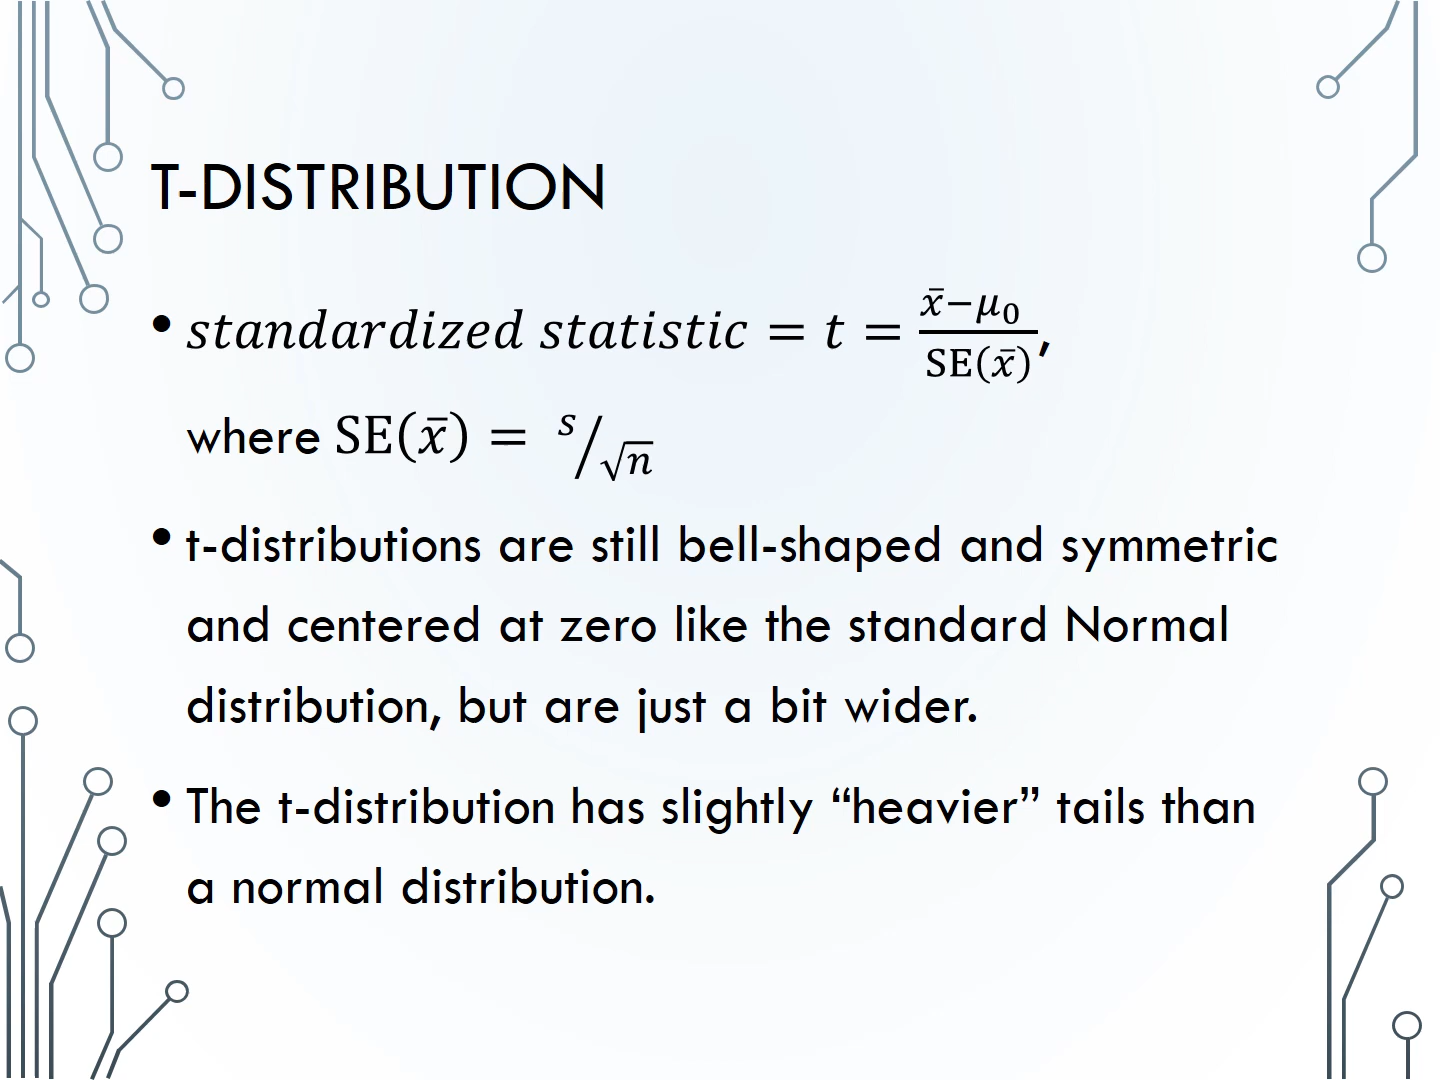 T-DISTRIBUTION
• standardized statistic = t = (x̄−μ₀)/SE(x̄),
where SE(x̄) = s/√n
• t-distributions are still bell-shaped and symmetric
and centered at zero like the standard Normal
distribution, but are just a bit wider.
• The t-distribution has slightly “heavier” tails than
a normal distribution.